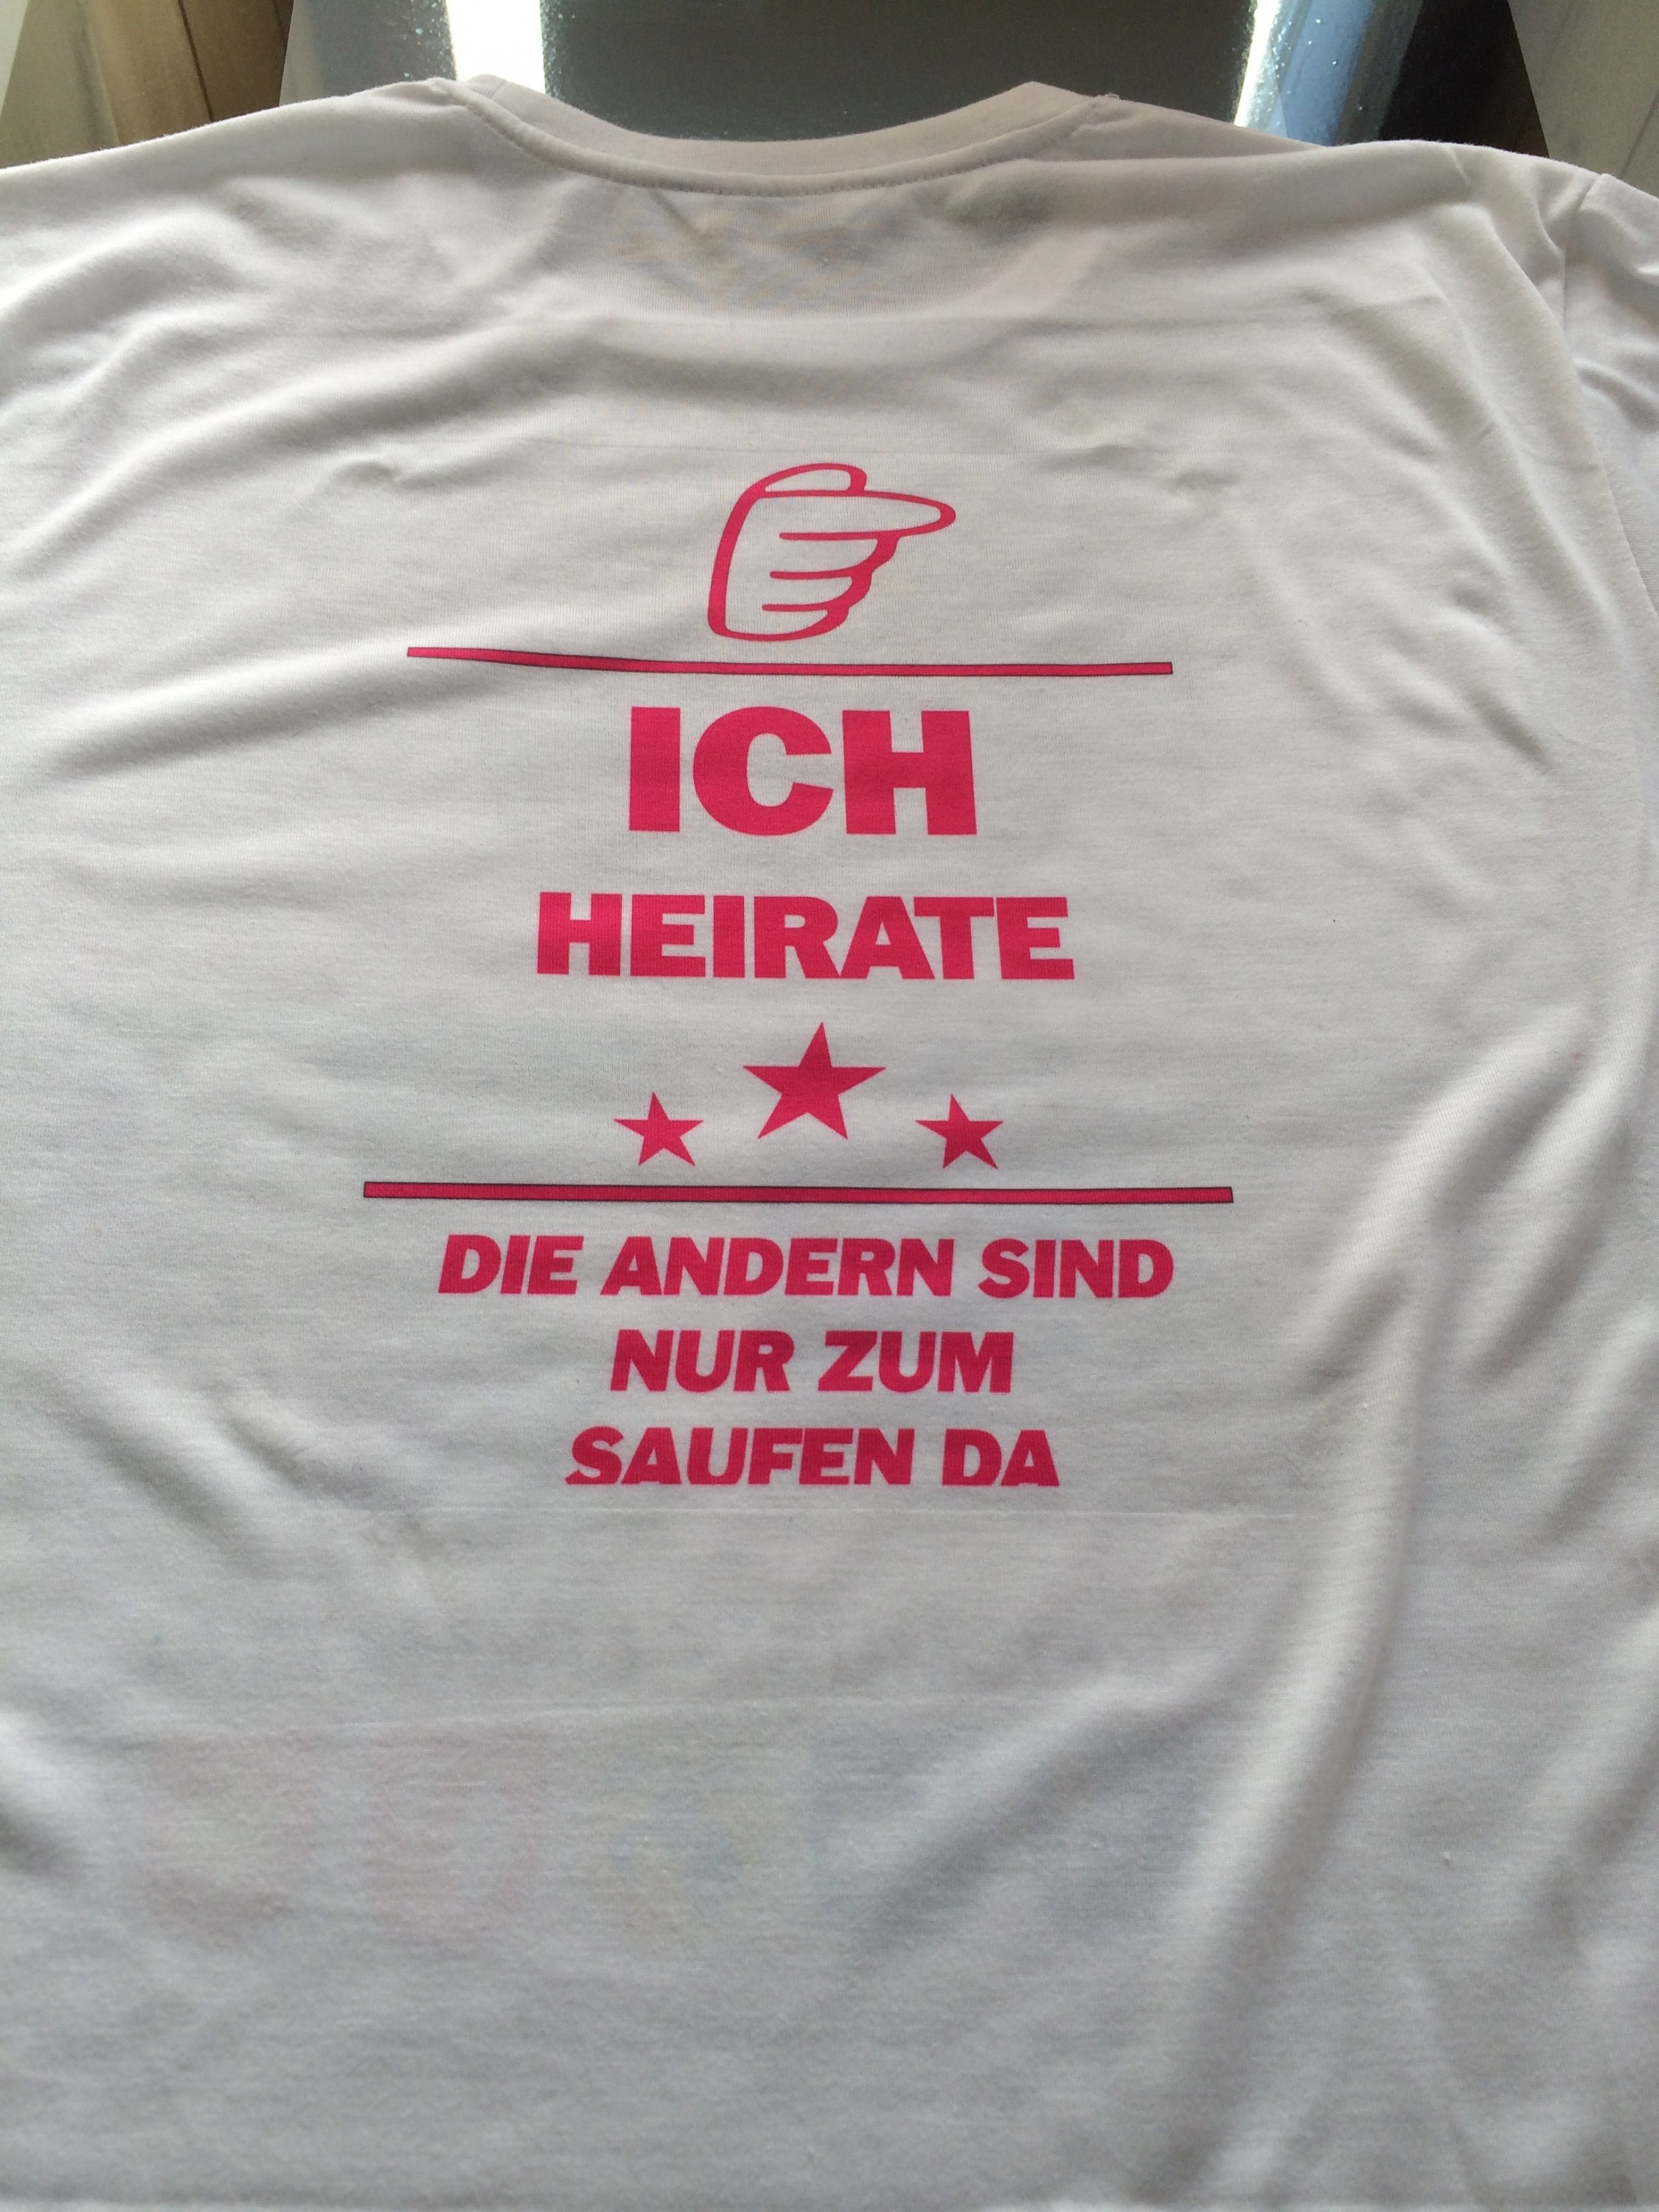 ICH
HEIRATE
DIE ANDERN SIND
NUR ZUM
SAUFEN DA